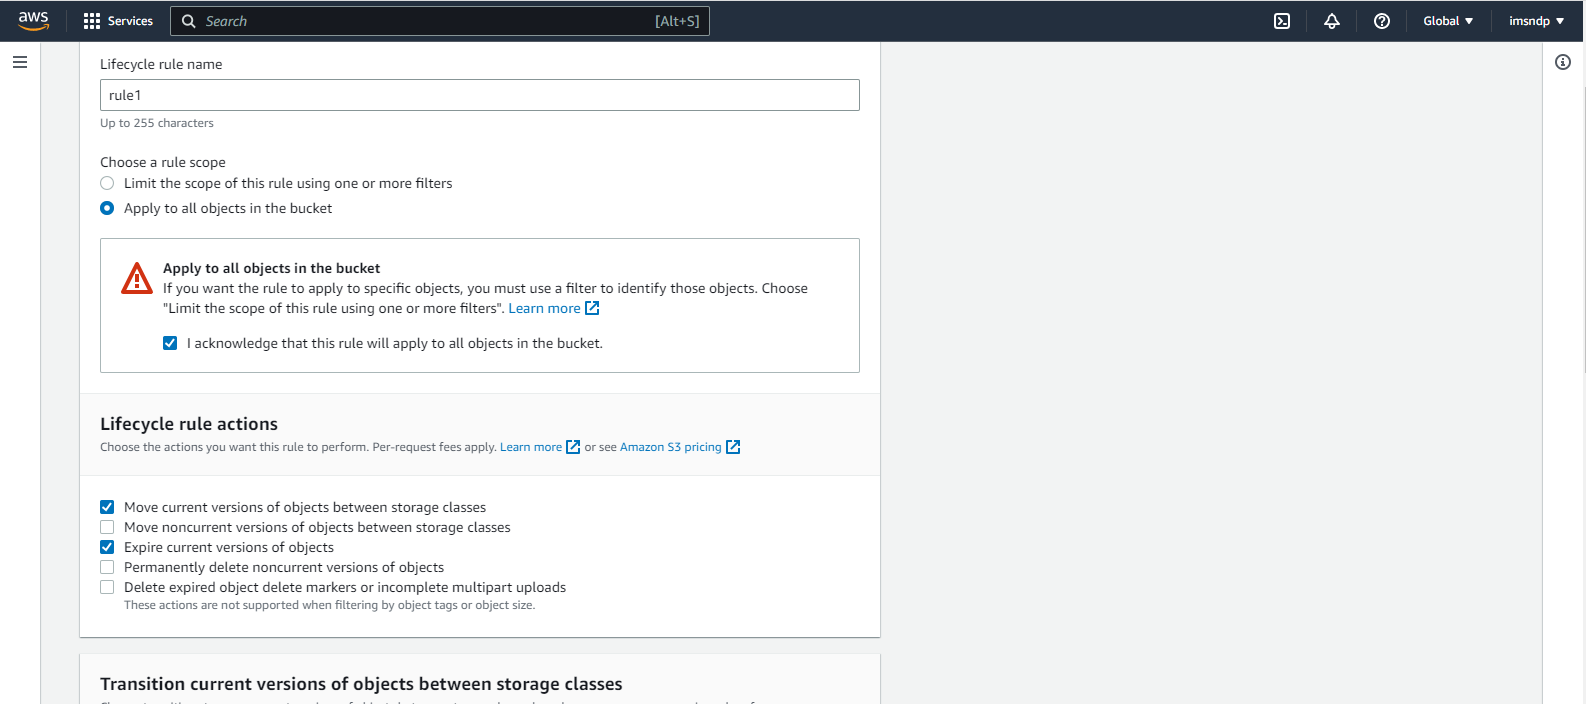 aws
Services
Search
[Alt+S]
Global
imsndp
Lifecycle rule name
rule1
Up to 255 characters
Choose a rule scope
Limit the scope of this rule using one or more filters
Apply to all objects in the bucket
Apply to all objects in the bucket
If you want the rule to apply to specific objects, you must use a filter to identify those objects. Choose
"Limit the scope of this rule using one or more filters". Learn more
I acknowledge that this rule will apply to all objects in the bucket.
Lifecycle rule actions
Choose the actions you want this rule to perform. Per-request fees apply. Learn more or see Amazon S3 pricing
Move current versions of objects between storage classes
Move noncurrent versions of objects between storage classes
Expire current versions of objects
Permanently delete noncurrent versions of objects
Delete expired object delete markers or incomplete multipart uploads
These actions are not supported when filtering by object tags or object size.
Transition current versions of objects between storage classes